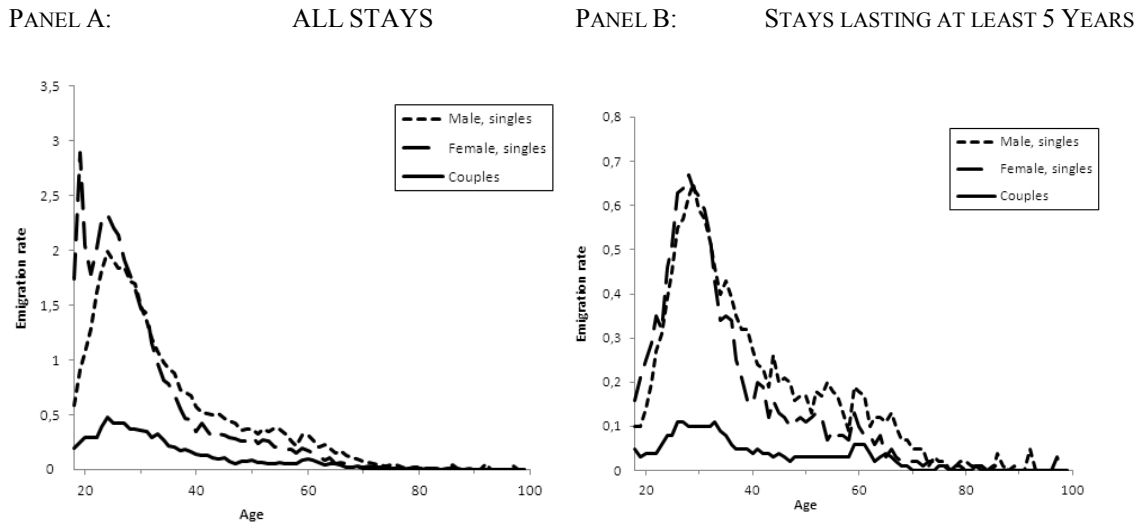 PANEL A: ALL STAYS
3,5
3
2,5
2
1,5
1
0,5
0
Emigration rate
20 40 60 80 100
Age
Male, singles
Female, singles
Couples
PANEL B: STAYS LASTING AT LEAST 5 YEARS
0,8
0,7
0,6
0,5
0,4
0,3
0,2
0,1
0
Emigration rate
20 40 60 80 100
Age
Male, singles
Female, singles
Couples